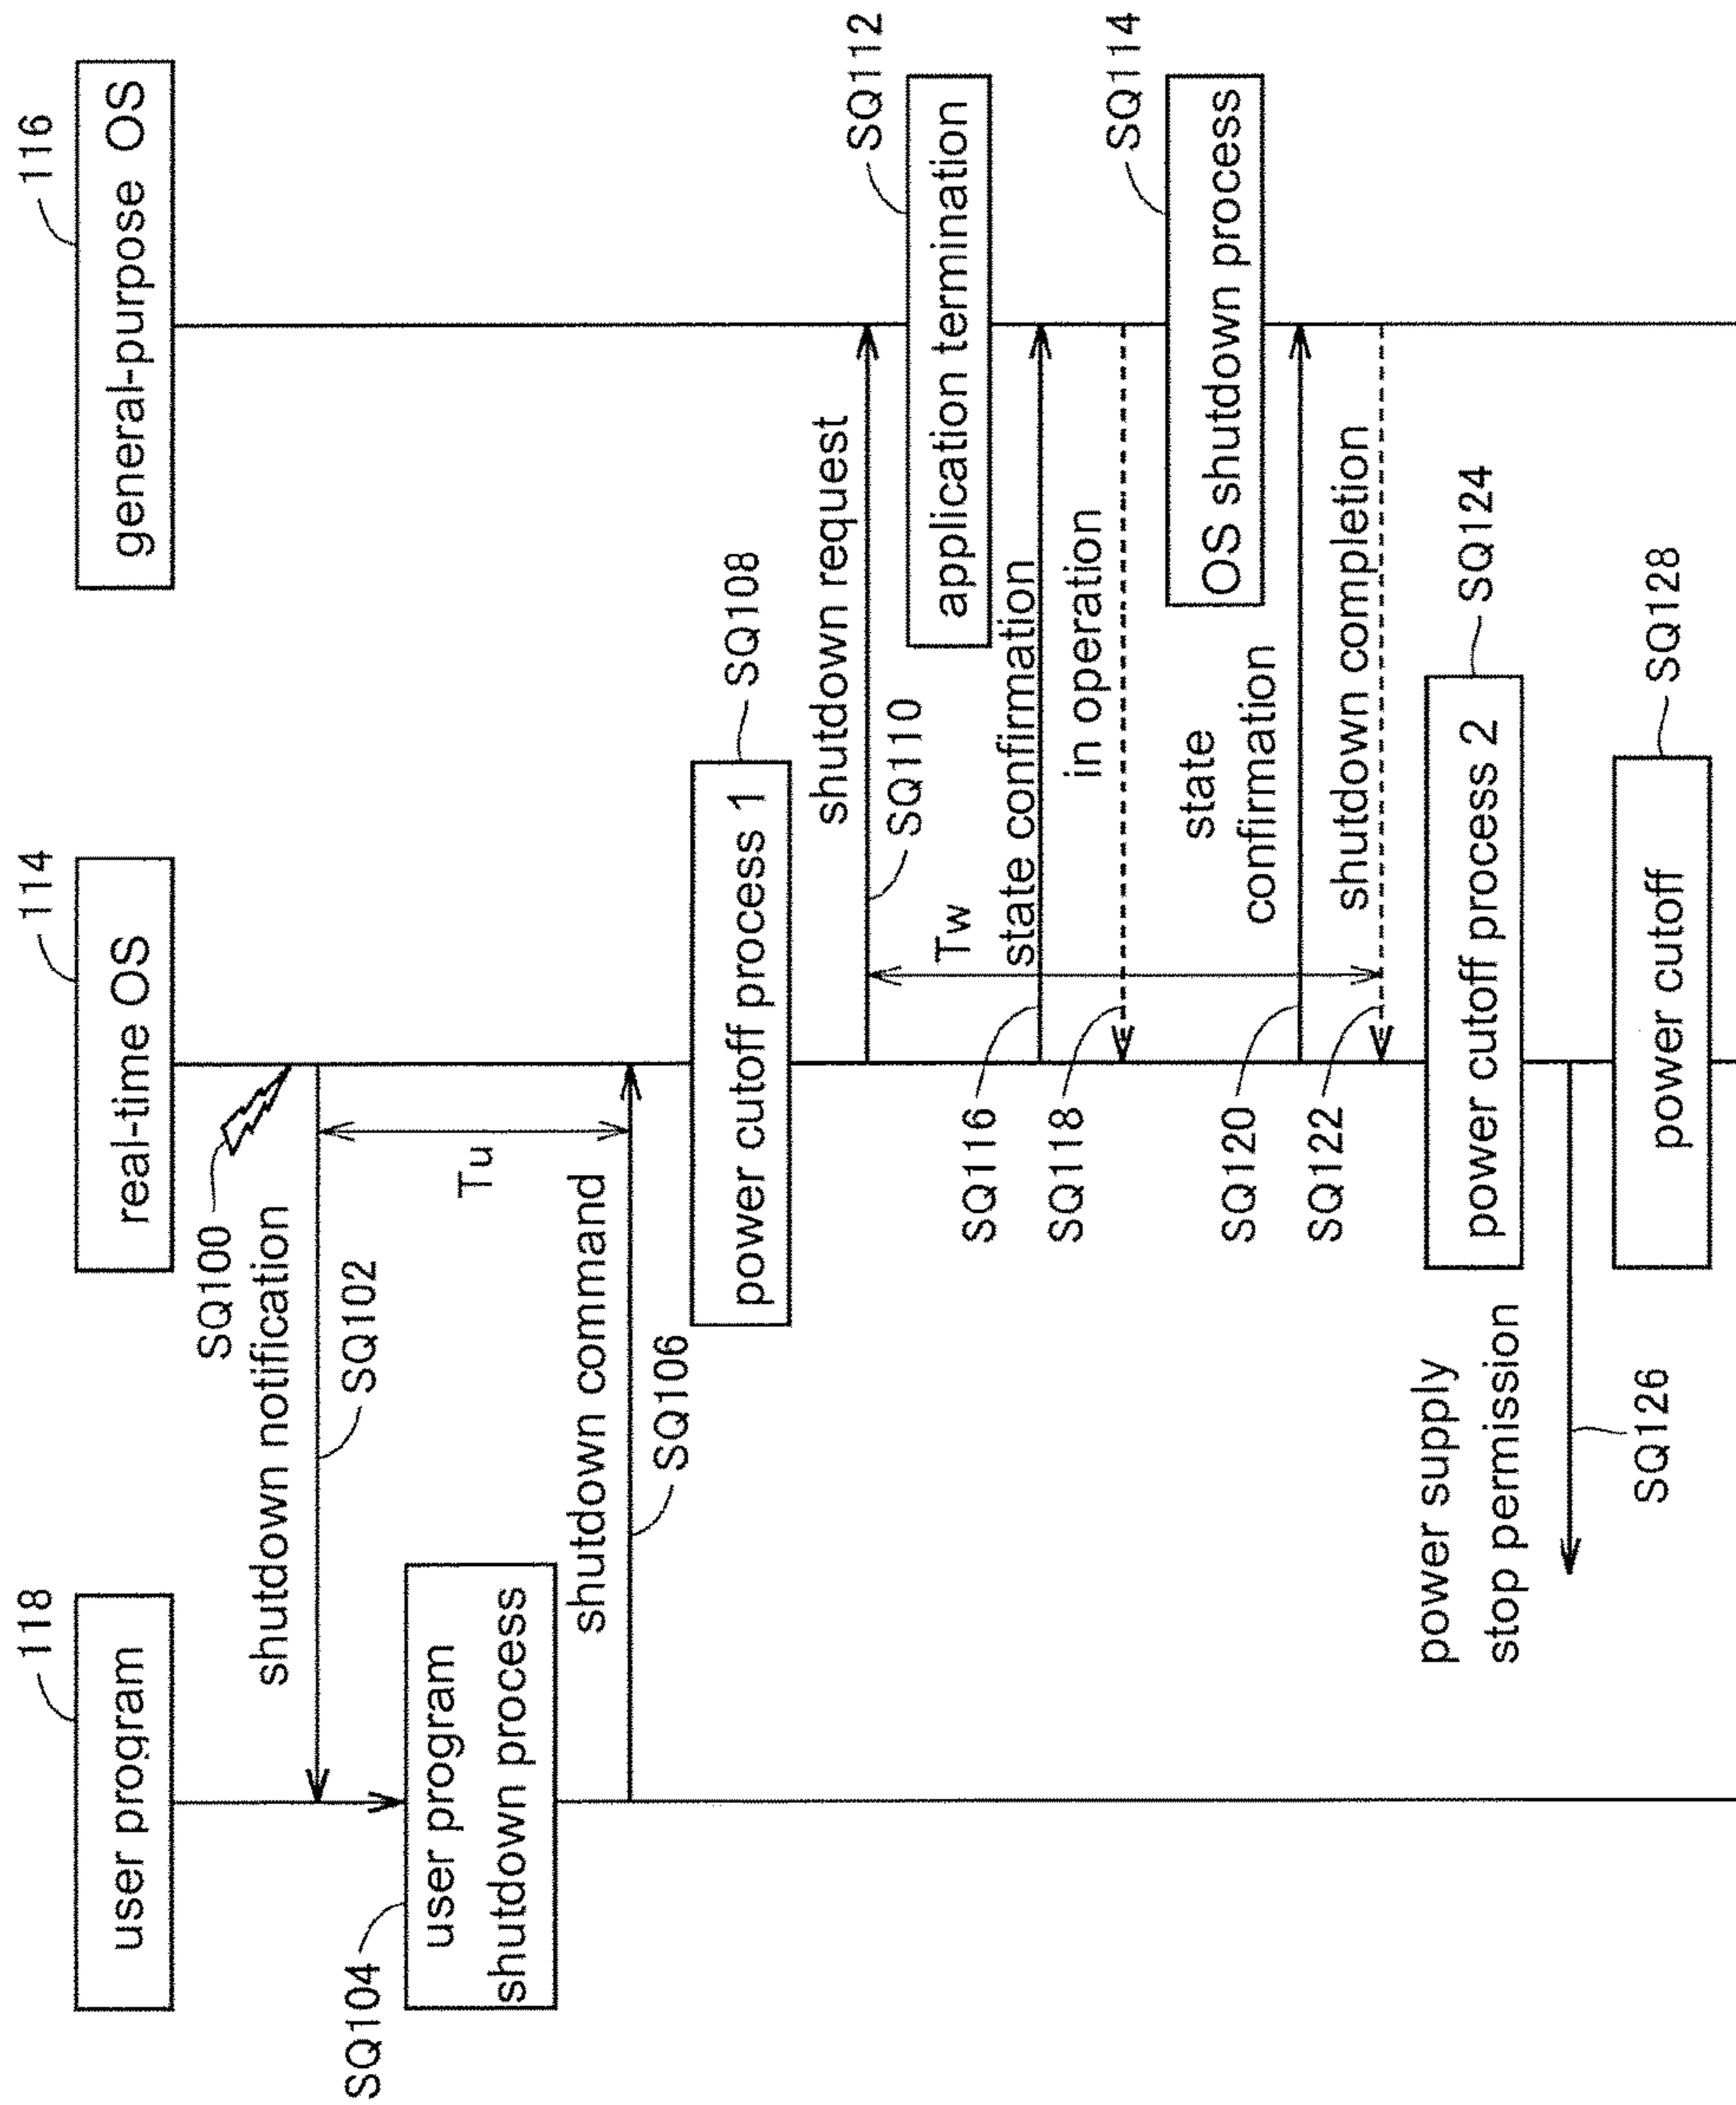 118
user program
114
real-time OS
116
general-purpose OS
SQ100
shutdown notification
SQ102
SQ104
user program
shutdown process
Tu
shutdown command
SQ106
SQ108
power cutoff process 1
shutdown request
SQ110
SQ112
application termination
Tw
state confirmation
SQ116
in operation
SQ118
SQ114
OS shutdown process
state
confirmation
SQ120
shutdown completion
SQ122
SQ124
power cutoff process 2
power supply
stop permission
SQ126
SQ128
power cutoff